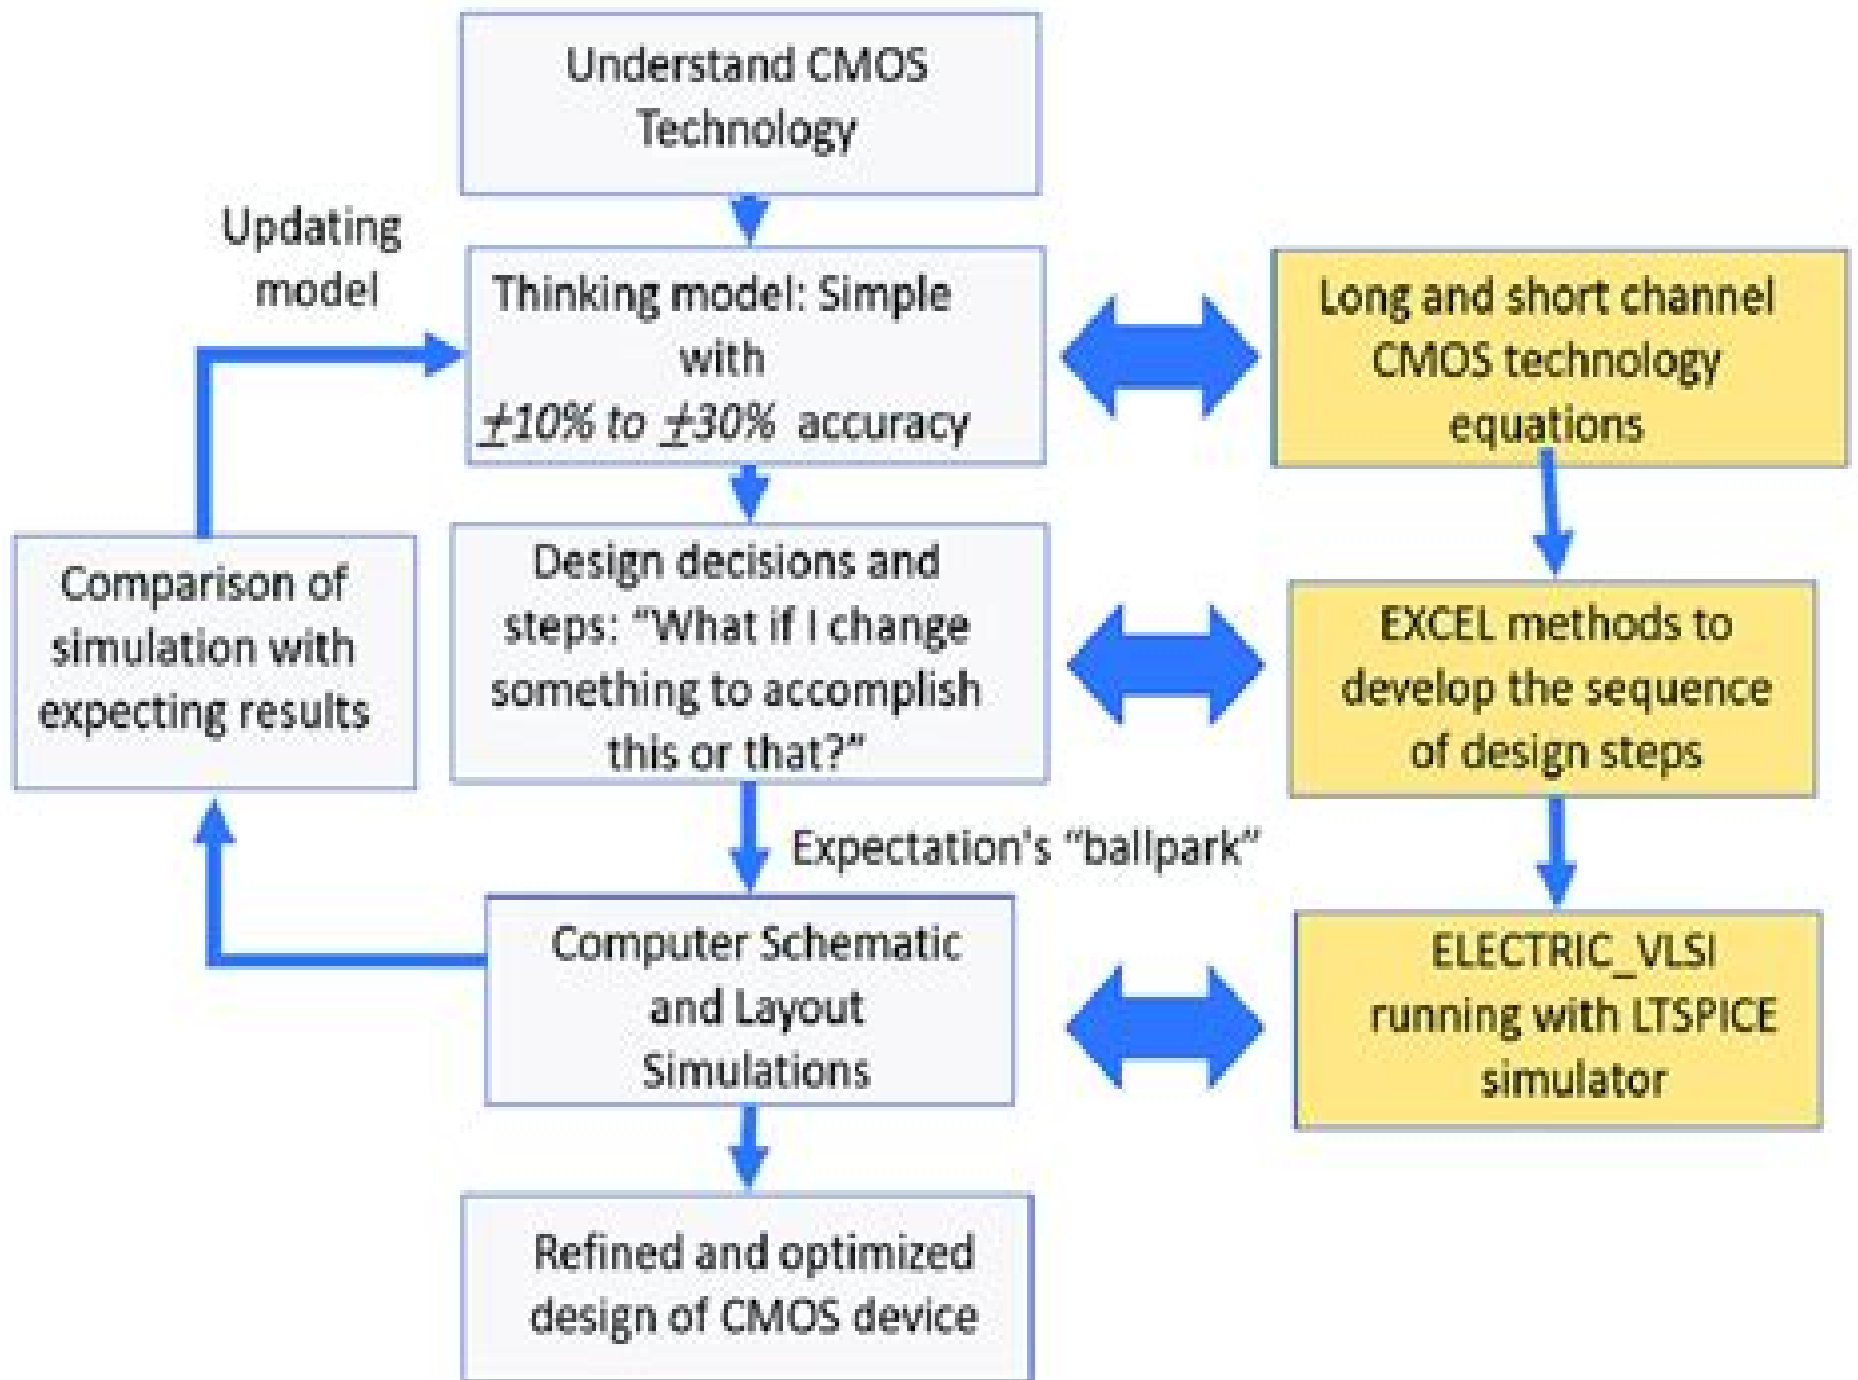 Understand CMOS
Technology
Updating
model
Thinking model: Simple
with
±10% to ±30% accuracy
Long and short channel
CMOS technology
equations
Comparison of
simulation with
expecting results
Design decisions and
steps: “What if I change
something to accomplish
this or that?”
EXCEL methods to
develop the sequence
of design steps
Expectation's “ballpark”
Computer Schematic
and Layout
Simulations
ELECTRIC_VLSI
running with LTSPICE
simulator
Refined and optimized
design of CMOS device